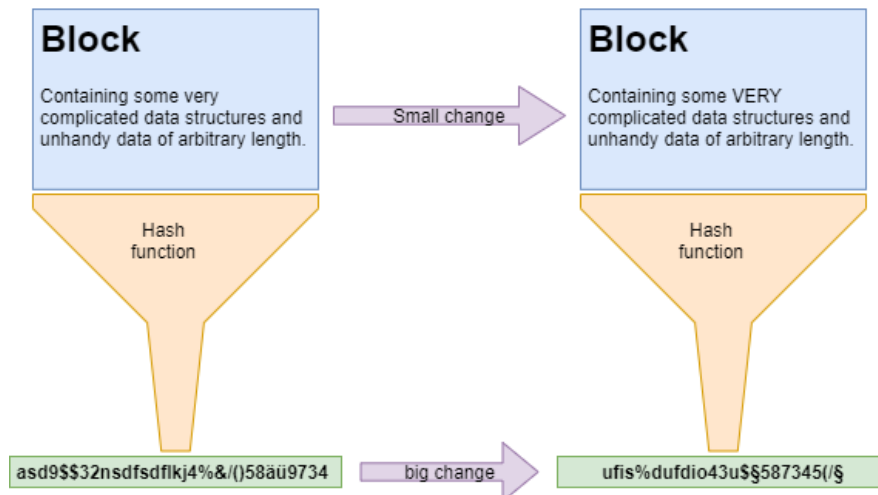 Block
Containing some very
complicated data structures and
unhandy data of arbitrary length.
Small change
Block
Containing some VERY
complicated data structures and
unhandy data of arbitrary length.
Hash
function
Hash
function
asd9$$32nsdfsdflkj4%&/()58äü9734
big change
ufis%dufdio43u$§587345(/§